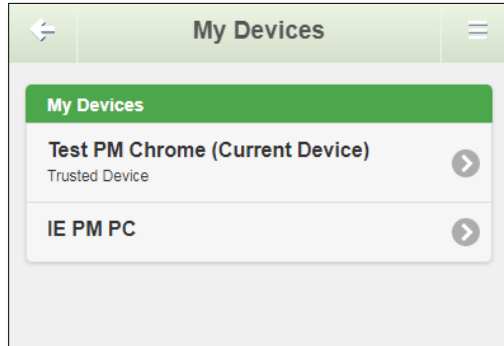 My Devices
My Devices
Test PM Chrome (Current Device)
Trusted Device
IE PM PC